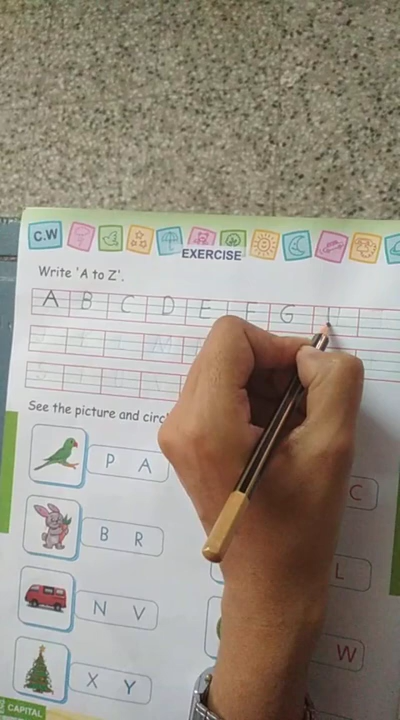 C.W
EXERCISE
Write 'A to Z'.
A B C D E F G H
See the picture and circ
P A
C
B R
L
N V
W
X Y
CAPITAL